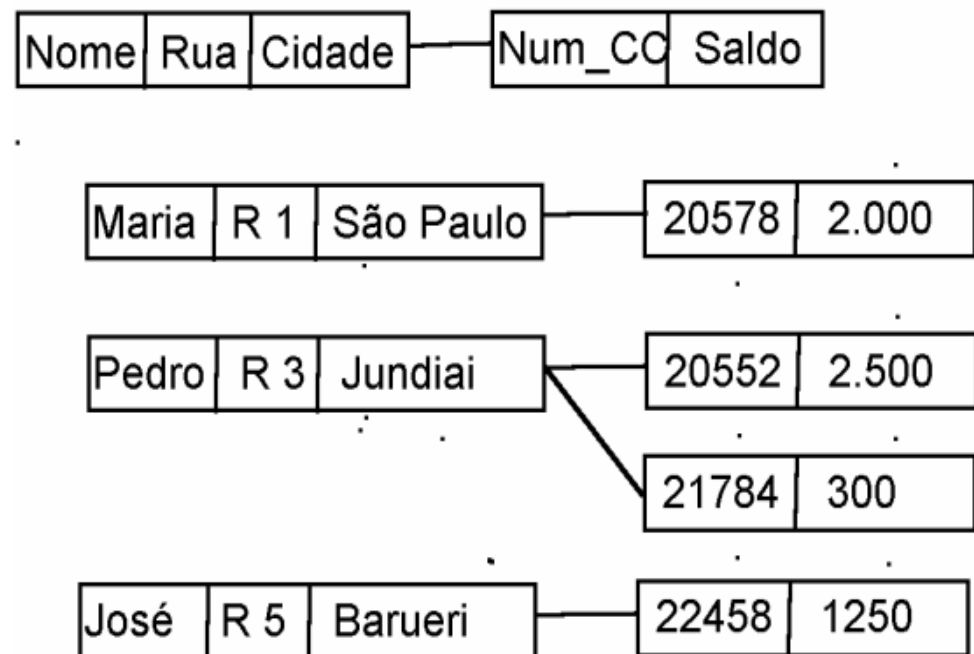 Nome Rua Cidade Num_CC Saldo
Maria R 1 São Paulo 20578 2.000
Pedro R 3 Jundiai 20552 2.500
21784 300
José R 5 Barueri 22458 1250